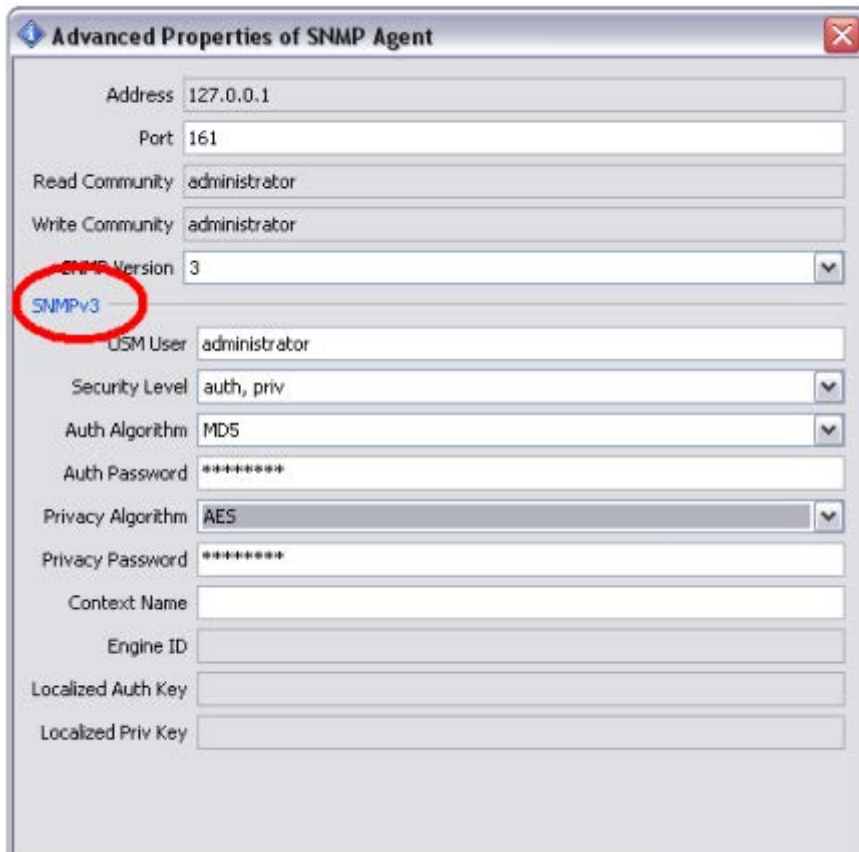 Advanced Properties of SNMP Agent
Address 127.0.0.1
Port 161
Read Community administrator
Write Community administrator
SNMP Version 3
SNMPv3
USM User administrator
Security Level auth, priv
Auth Algorithm MD5
Auth Password ********
Privacy Algorithm AES
Privacy Password ********
Context Name
Engine ID
Localized Auth Key
Localized Priv Key